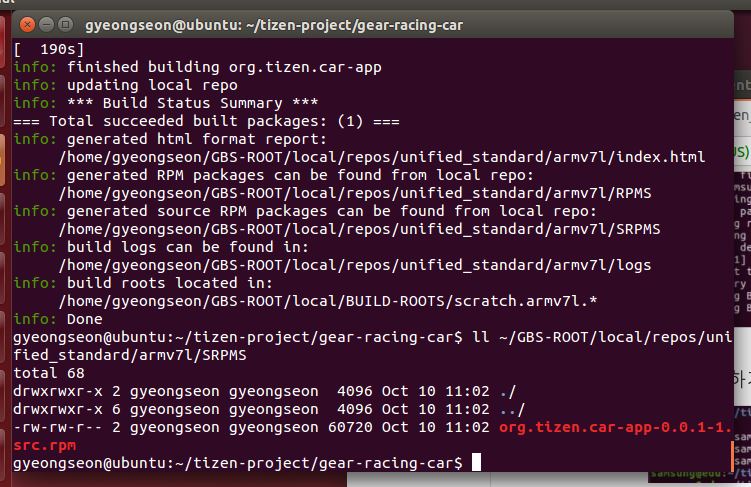 gyeongseon@ubuntu: ~/tizen-project/gear-racing-car
[  190s]
info: finished building org.tizen.car-app
info: updating local repo
info: *** Build Status Summary ***
=== Total succeeded built packages: (1) ===
info: generated html format report:
     /home/gyeongseon/GBS-ROOT/local/repos/unified_standard/armv7l/index.html
info: generated RPM packages can be found from local repo:
     /home/gyeongseon/GBS-ROOT/local/repos/unified_standard/armv7l/RPMS
info: generated source RPM packages can be found from local repo:
     /home/gyeongseon/GBS-ROOT/local/repos/unified_standard/armv7l/SRPMS
info: build logs can be found in:
     /home/gyeongseon/GBS-ROOT/local/repos/unified_standard/armv7l/logs
info: build roots located in:
     /home/gyeongseon/GBS-ROOT/local/BUILD-ROOTS/scratch.armv7l.*
info: Done
gyeongseon@ubuntu:~/tizen-project/gear-racing-car$ ll ~/GBS-ROOT/local/repos/uni
fied_standard/armv7l/SRPMS
total 68
drwxrwxr-x 2 gyeongseon gyeongseon  4096 Oct 10 11:02 ./
drwxrwxr-x 6 gyeongseon gyeongseon  4096 Oct 10 11:02 ../
-rw-rw-r-- 2 gyeongseon gyeongseon 60720 Oct 10 11:02 org.tizen.car-app-0.0.1-1.
src.rpm
gyeongseon@ubuntu:~/tizen-project/gear-racing-car$